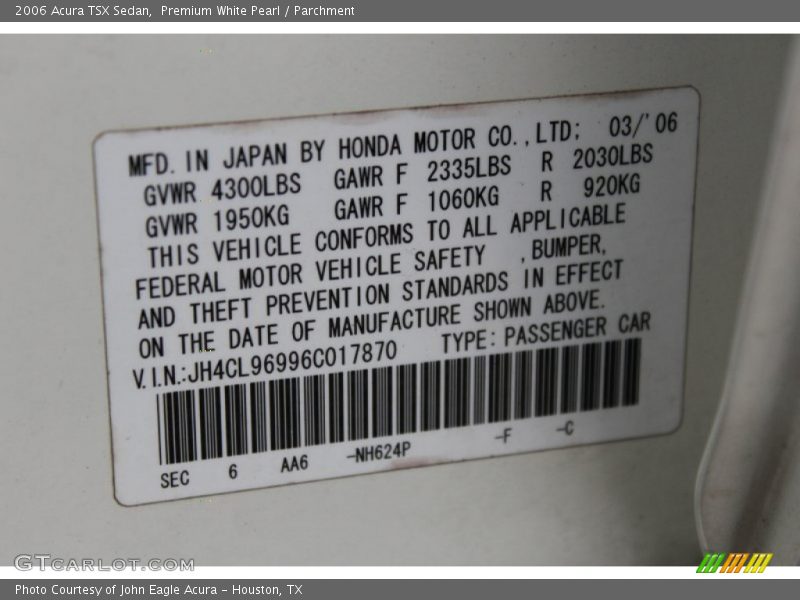 2006 Acura TSX Sedan,  Premium White Pearl / Parchment
MFD. IN JAPAN BY HONDA MOTOR CO., LTD; 03/'06
GVWR 4300LBS GAWR F 2335LBS R 2030LBS
GVWR 1950KG GAWR F 1060KG R 920KG
THIS VEHICLE CONFORMS TO ALL APPLICABLE
FEDERAL MOTOR VEHICLE SAFETY , BUMPER,
AND THEFT PREVENTION STANDARDS IN EFFECT
ON THE DATE OF MANUFACTURE SHOWN ABOVE.
V.I.N.:JH4CL96996C017870 TYPE: PASSENGER CAR
SEC 6 AA6 -NH624P -F -C
GTCARLOT.COM
Photo Courtesy of John Eagle Acura - Houston, TX